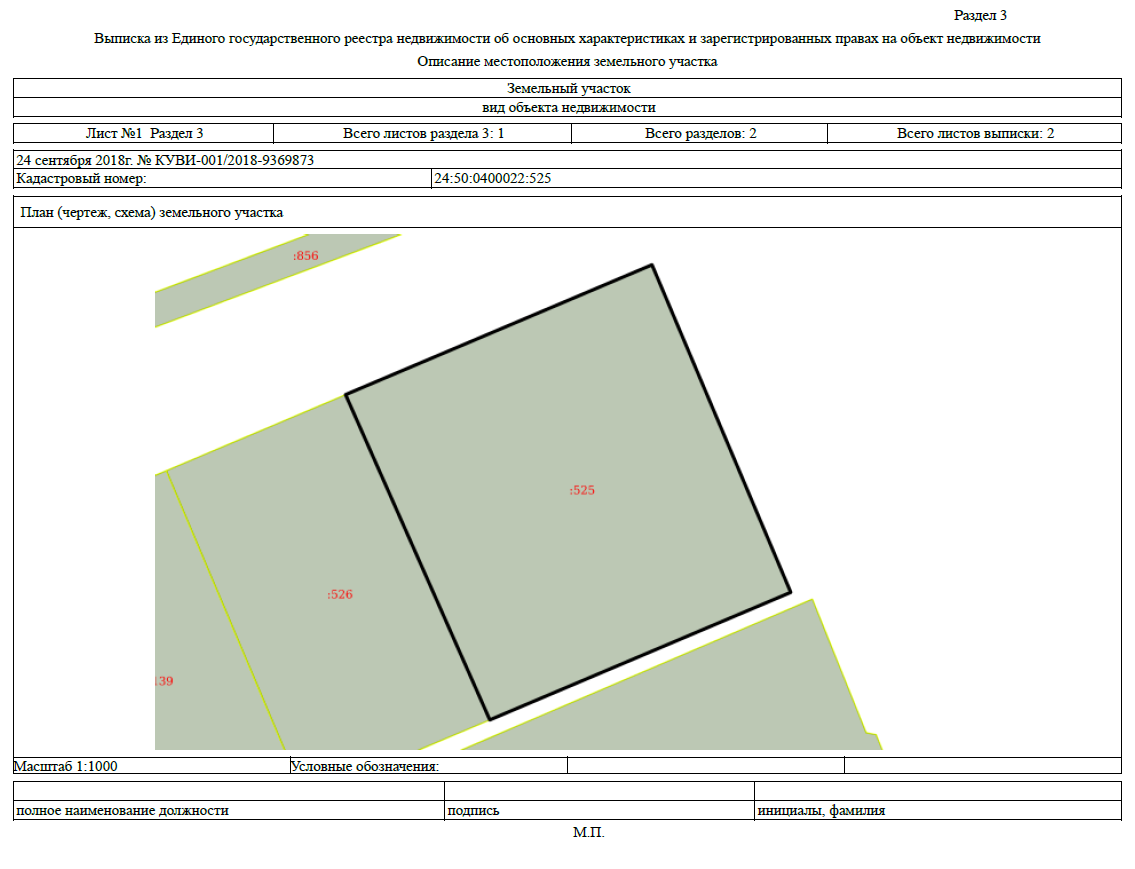 Раздел 3
Выписка из Единого государственного реестра недвижимости об основных характеристиках и зарегистрированных правах на объект недвижимости
Описание местоположения земельного участка
Земельный участок
вид объекта недвижимости
Лист №1 Раздел 3 Всего листов раздела 3: 1 Всего разделов: 2 Всего листов выписки: 2
24 сентября 2018г. № КУВИ-001/2018-9369873
Кадастровый номер: 24:50:0400022:525
План (чертеж, схема) земельного участка
:856
:525
:526
39
Масштаб 1:1000 Условные обозначения:
полное наименование должности подпись инициалы, фамилия
М.П.